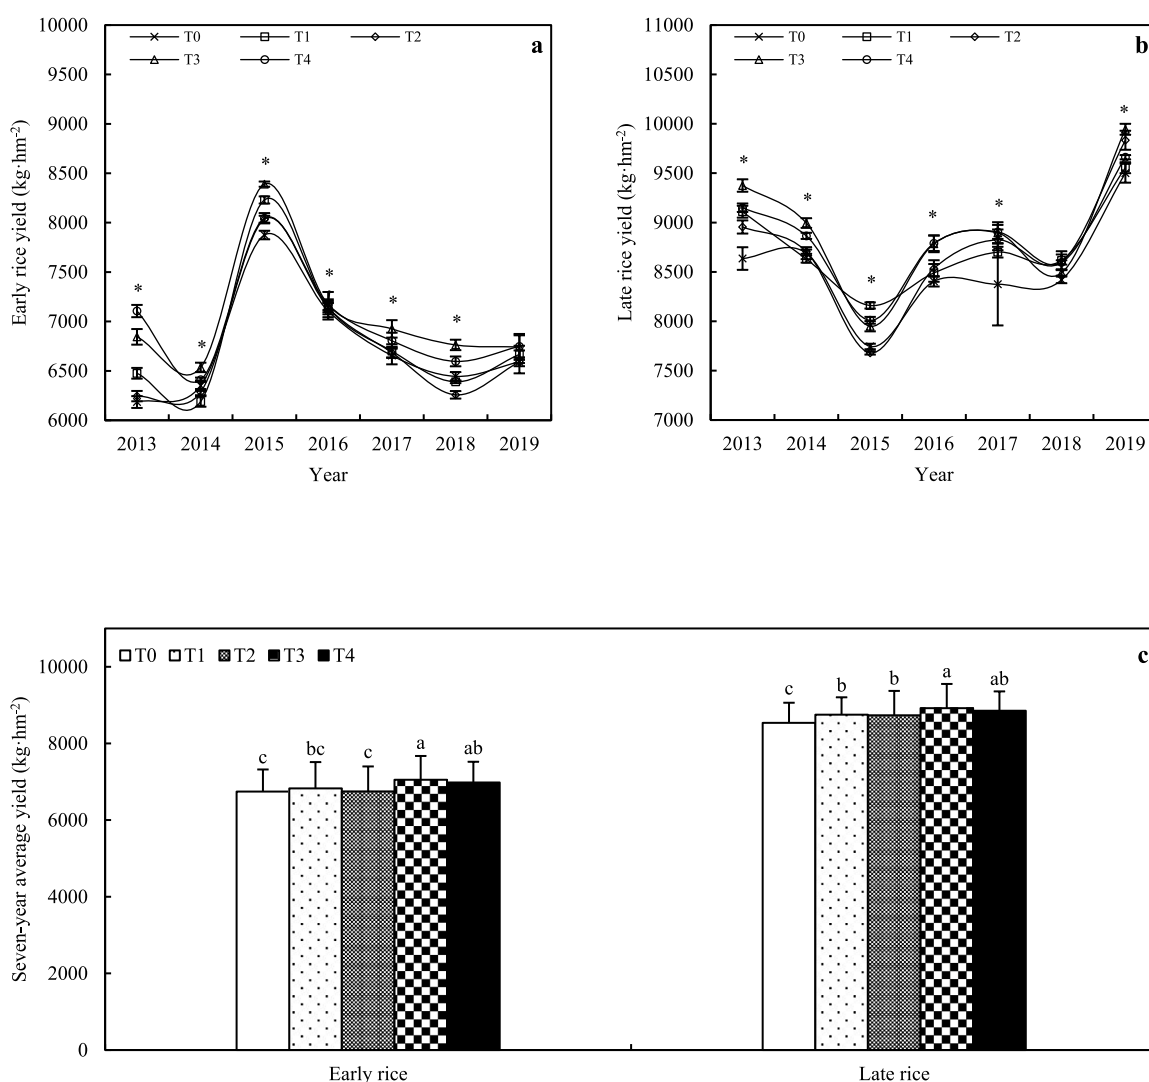 a
T0 T1 T2
T3 T4
Early rice yield (kg·hm-2)
10000
9500
9000
8500
8000
7500
7000
6500
6000
* * * * * *
2013 2014 2015 2016 2017 2018 2019
Year
b
T0 T1 T2
T3 T4
Late rice yield (kg·hm-2)
11000
10500
10000
9500
9000
8500
8000
7500
7000
* * * * * *
2013 2014 2015 2016 2017 2018 2019
Year
c
T0 T1 T2 T3 T4
Seven-year average yield (kg·hm-2)
10000
8000
6000
4000
2000
0
c bc c a ab
c b b a ab
Early rice Late rice